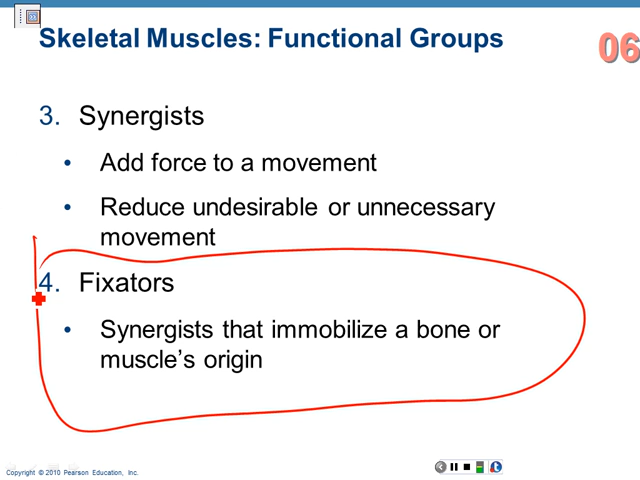 Skeletal Muscles: Functional Groups
06
3. Synergists
• Add force to a movement
• Reduce undesirable or unnecessary
movement
4. Fixators
• Synergists that immobilize a bone or
muscle's origin
Copyright © 2010 Pearson Education, Inc.